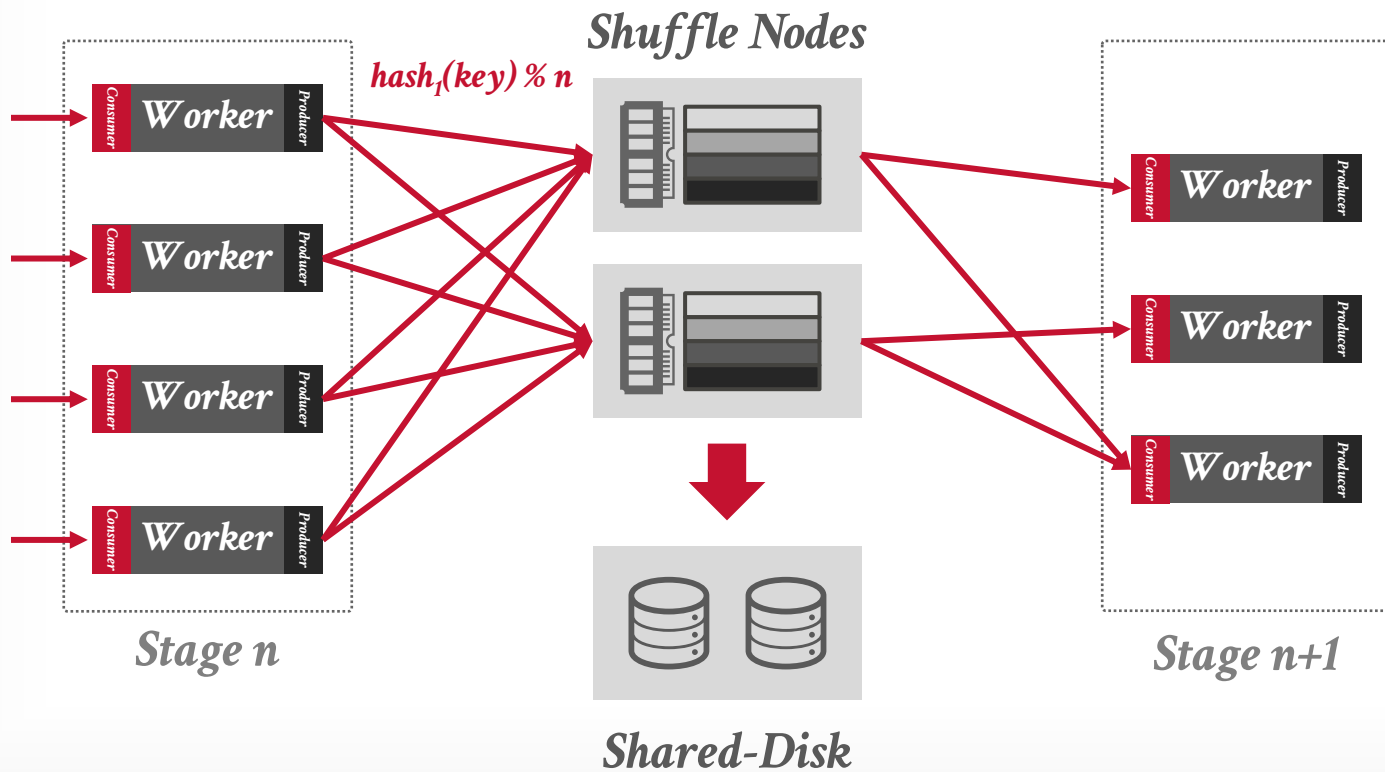 Shuffle Nodes
hash₁(key) % n
Consumer
Worker
Producer
Consumer
Worker
Producer
Consumer
Worker
Producer
Consumer
Worker
Producer
Stage n
Consumer
Worker
Producer
Consumer
Worker
Producer
Consumer
Worker
Producer
Stage n+1
Shared-Disk